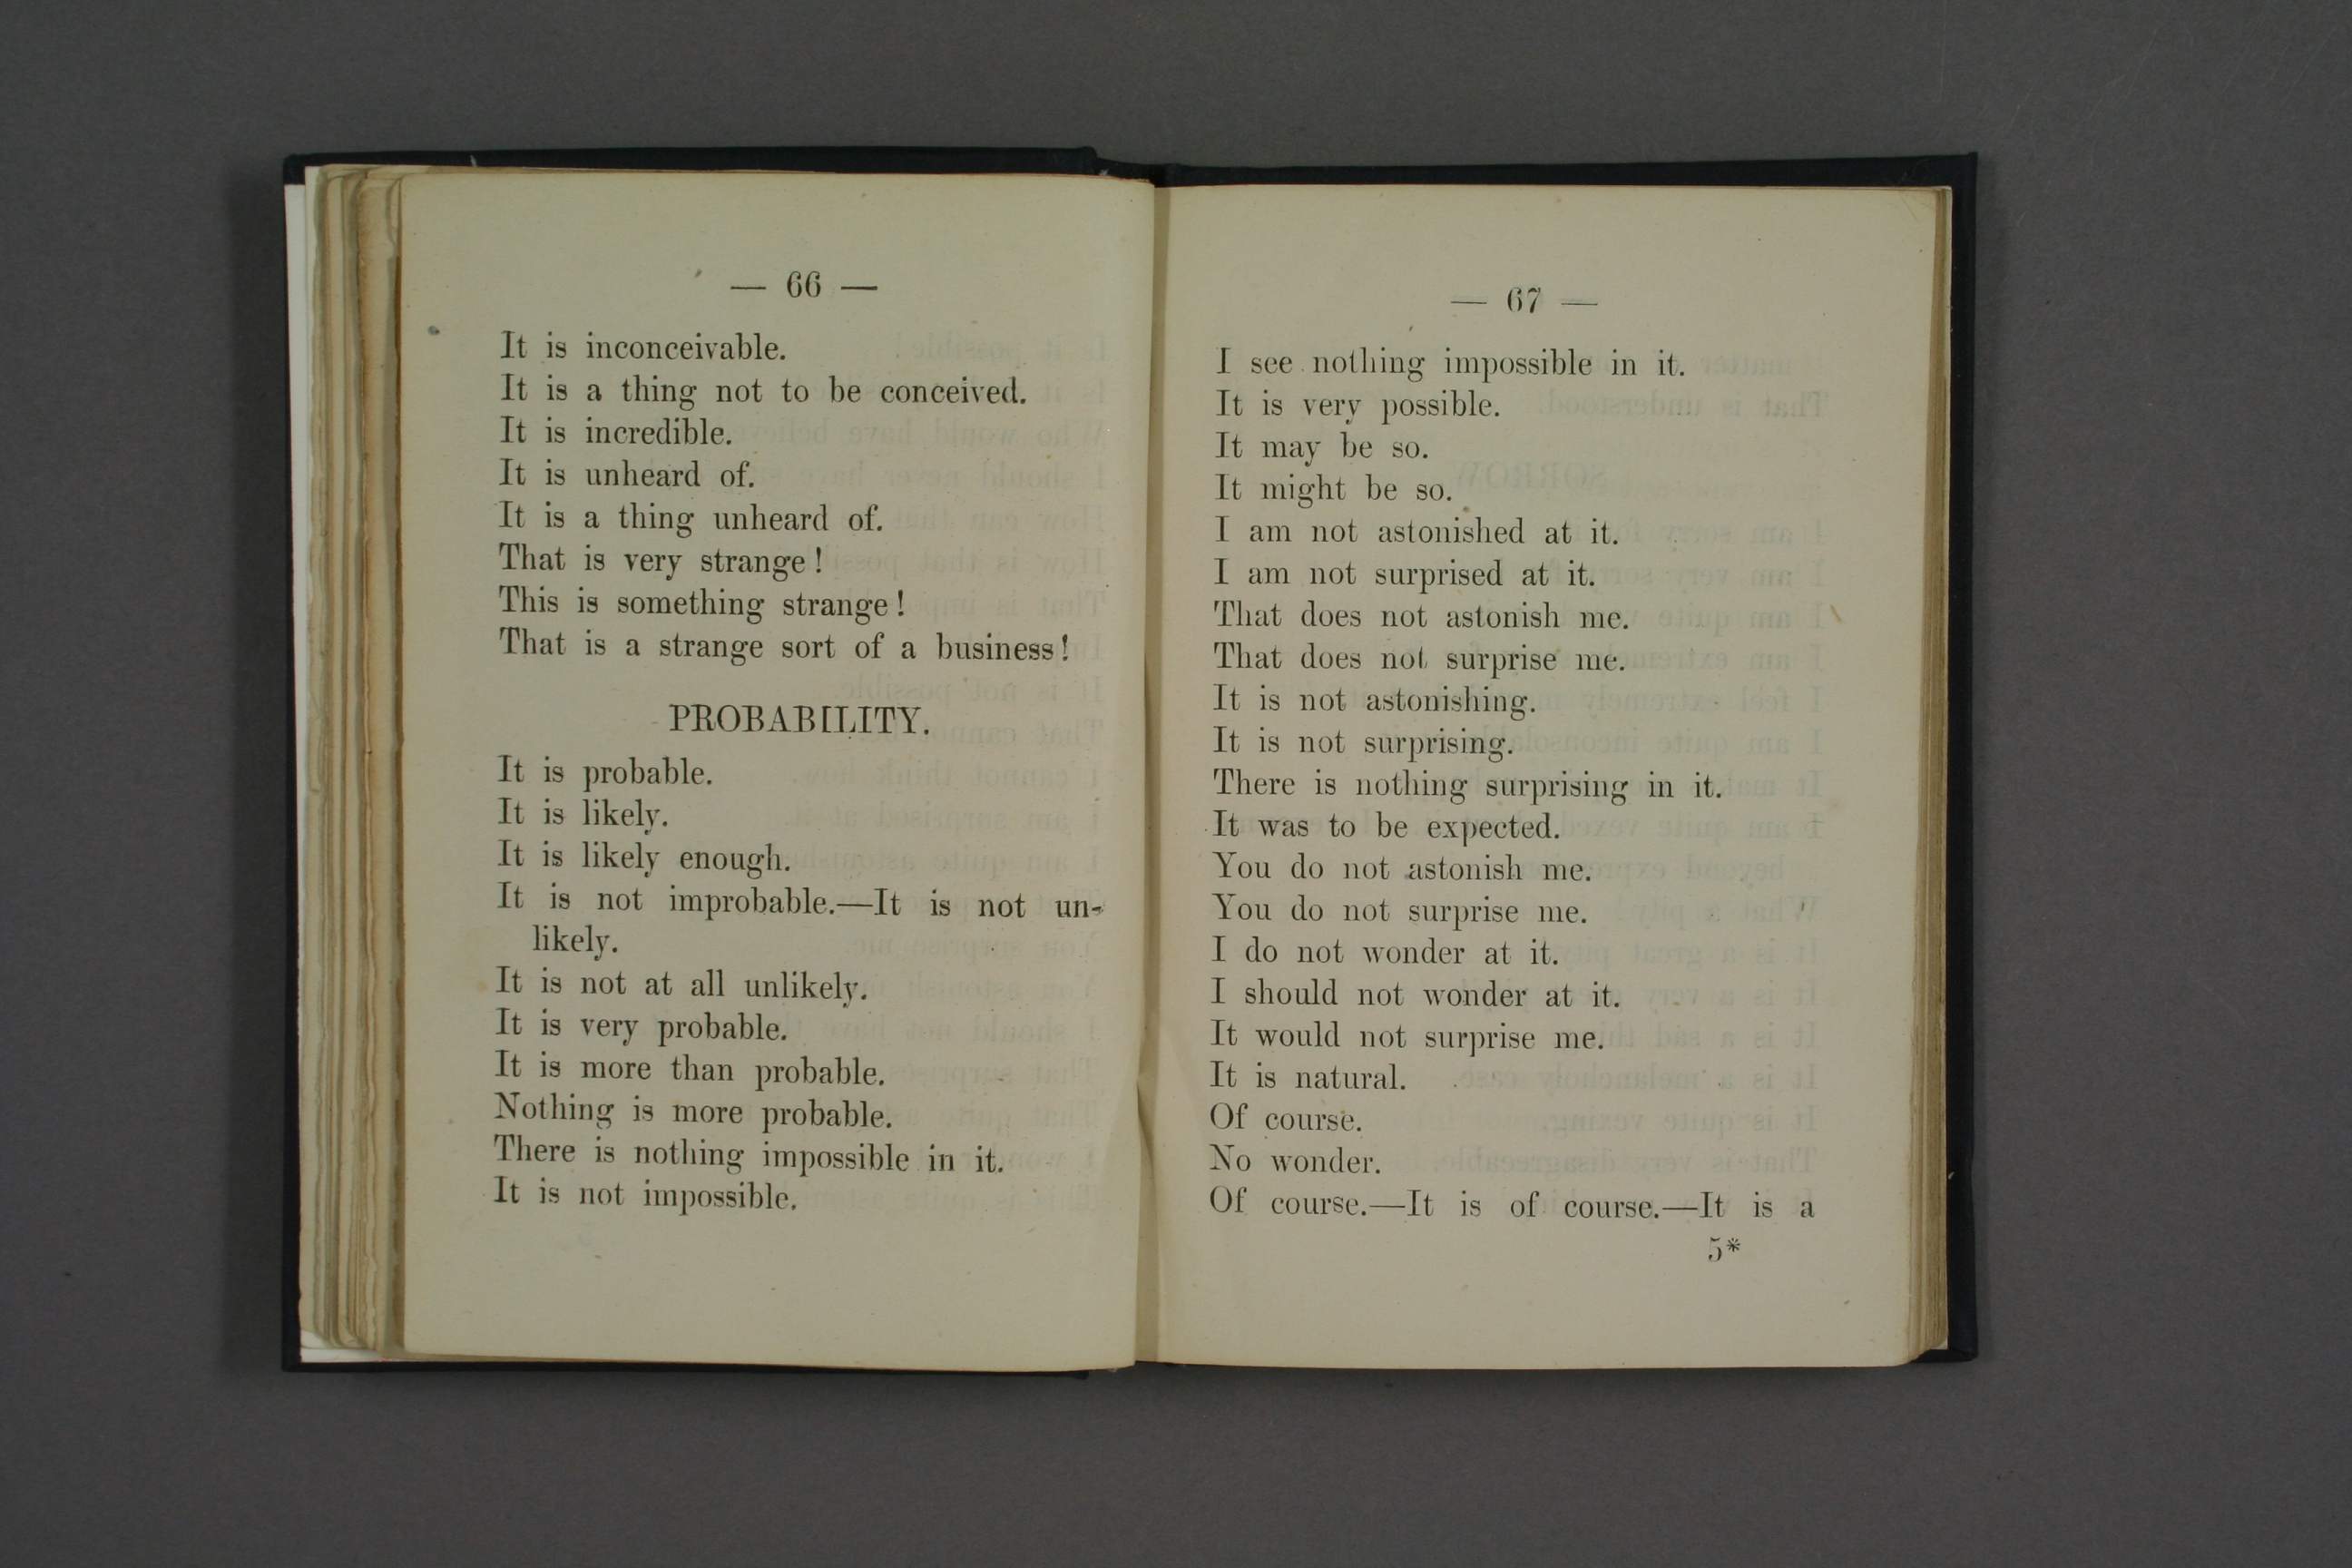 — 66 —
It is inconceivable.
It is a thing not to be conceived.
It is incredible.
It is unheard of.
It is a thing unheard of.
That is very strange!
This is something strange!
That is a strange sort of a business!
PROBABILITY.
It is probable.
It is likely.
It is likely enough.
It is not improbable.—It is not un-
likely.
It is not at all unlikely.
It is very probable.
It is more than probable.
Nothing is more probable.
There is nothing impossible in it.
It is not impossible.
— 67 —
I see nothing impossible in it.
It is very possible.
It may be so.
It might be so.
I am not astonished at it.
I am not surprised at it.
That does not astonish me.
That does not surprise me.
It is not astonishing.
It is not surprising.
There is nothing surprising in it.
It was to be expected.
You do not astonish me.
You do not surprise me.
I do not wonder at it.
I should not wonder at it.
It would not surprise me.
It is natural.
Of course.
No wonder.
Of course.—It is of course.—It is a
5*